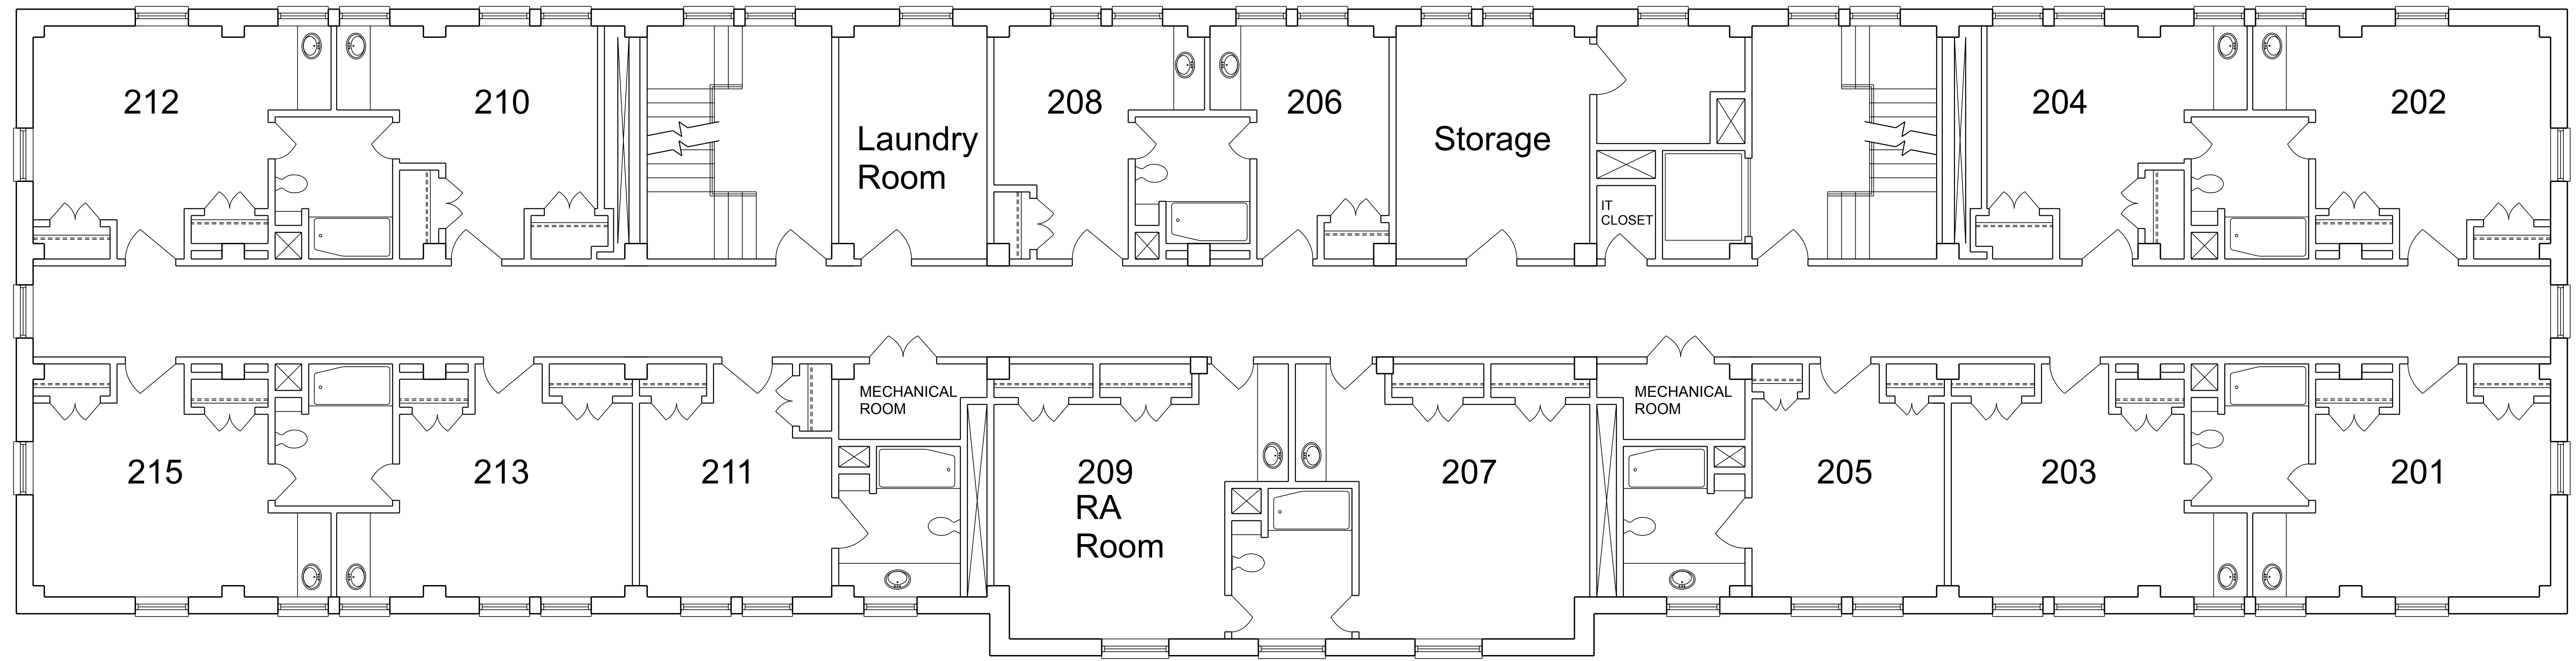 212
210
Laundry
Room
208
206
Storage
IT
CLOSET
204
202
215
213
211
MECHANICAL
ROOM
209
RA
Room
207
MECHANICAL
ROOM
205
203
201